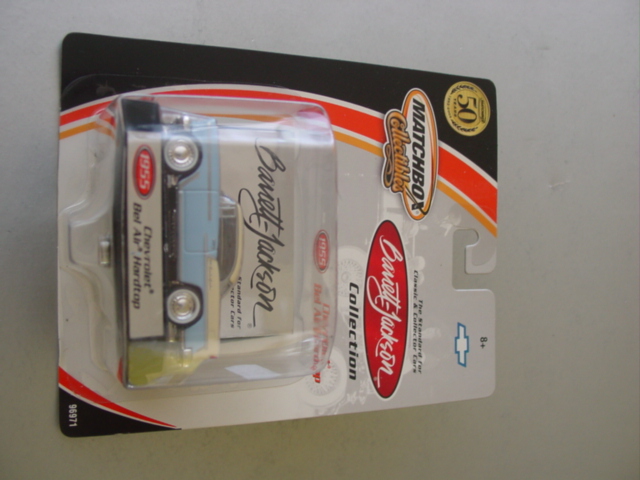 MATCHBOX
Collectibles
50
Barrett-Jackson
The Standard for
Classic & Collector Cars
Collection
8+
Barrett-Jackson
1955
1955
Chevrolet®
Bel Air® Hardtop
96971